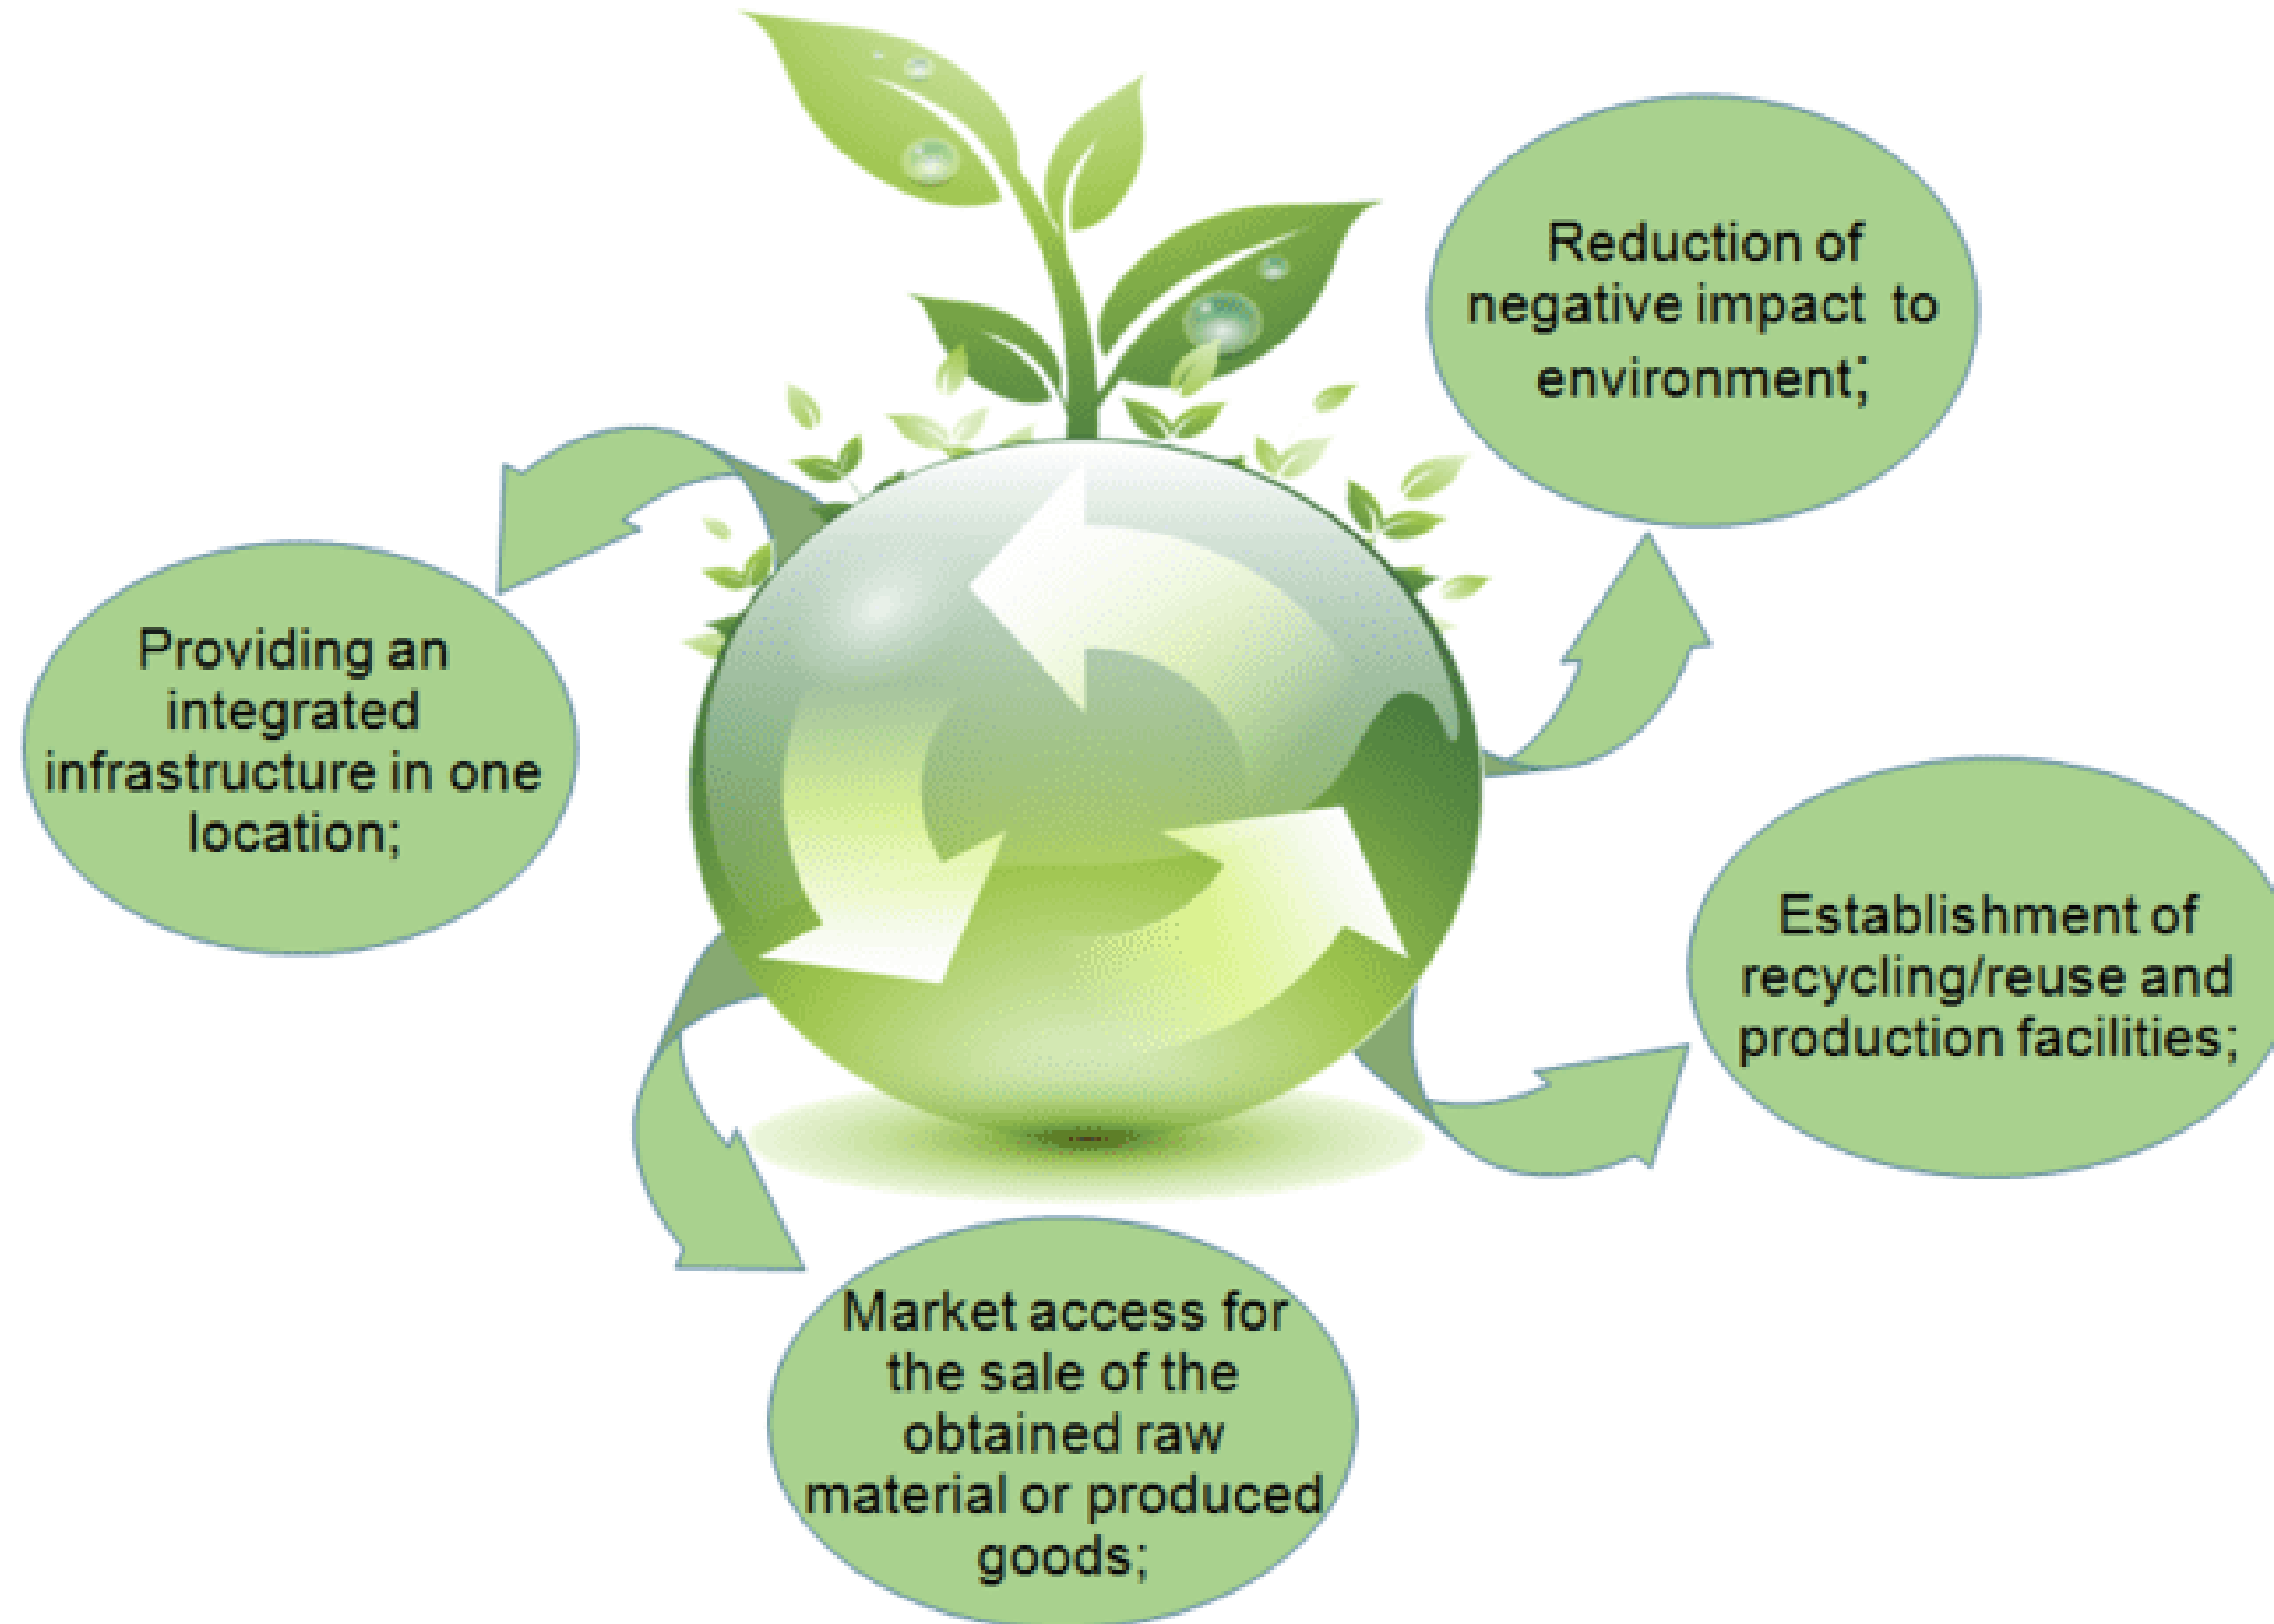 Reduction of
negative impact to
environment;
Providing an
integrated
infrastructure in one
location;
Establishment of
recycling/reuse and
production facilities;
Market access for
the sale of the
obtained raw
material or produced
goods;